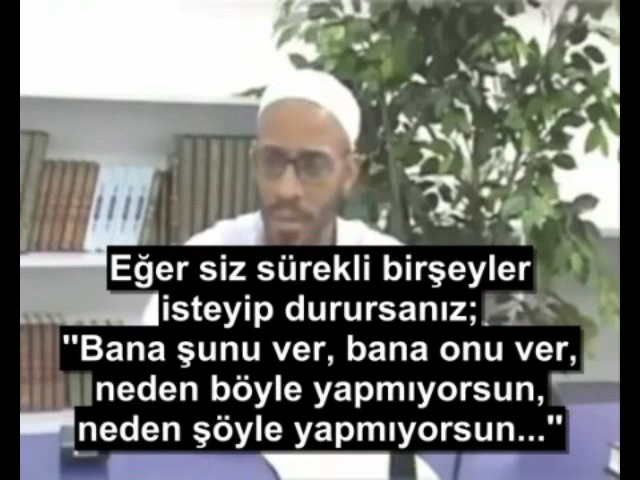 Eğer siz sürekli birşeyler
isteyip durursanız;
"Bana şunu ver, bana onu ver,
neden böyle yapmıyorsun,
neden şöyle yapmıyorsun..."